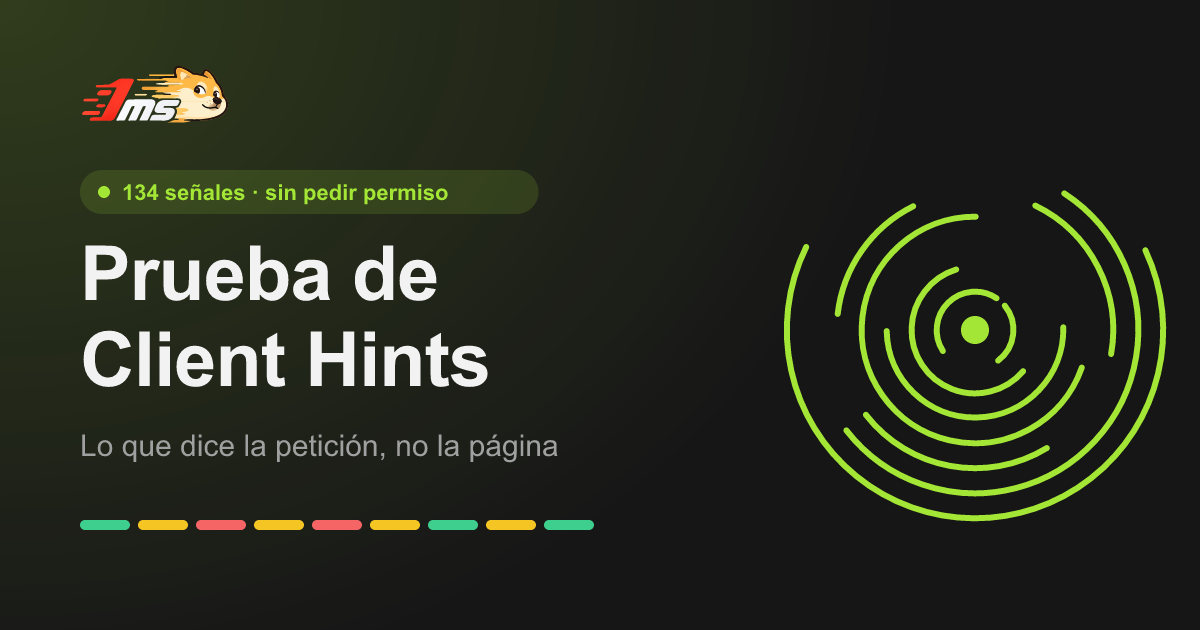 1ms
134 señales · sin pedir permiso
Prueba de
Client Hints
Lo que dice la petición, no la página